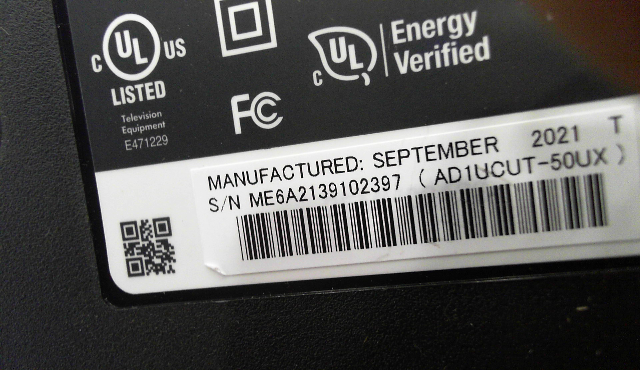 C UL US
LISTED
Television
Equipment
E471229
FC
C UL
Energy
Verified
MANUFACTURED: SEPTEMBER 2021 T
S/N ME6A2139102397 ( AD1UCUT-50UX )